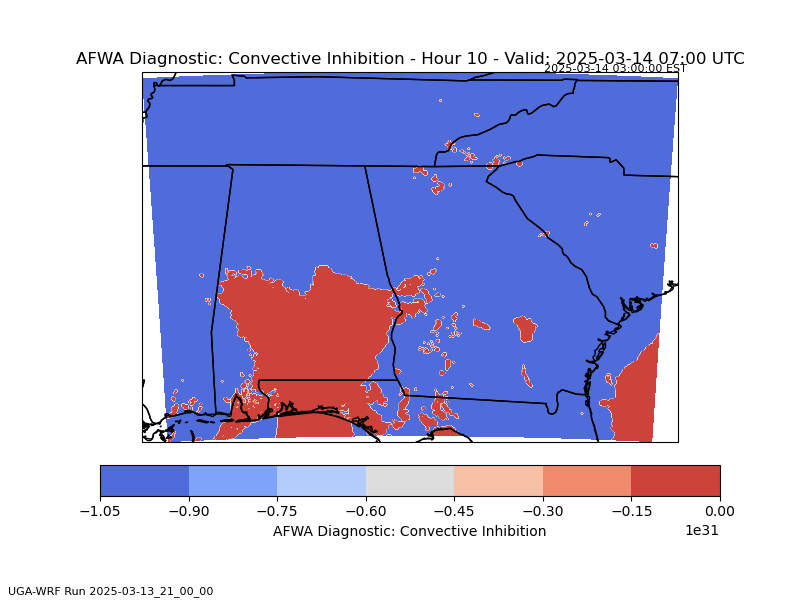 AFWA Diagnostic: Convective Inhibition - Hour 10 - Valid: 2025-03-14 07:00 UTC
2025-03-14 03:00:00 EST
−1.05 −0.90 −0.75 −0.60 −0.45 −0.30 −0.15 0.00
AFWA Diagnostic: Convective Inhibition 1e31
UGA-WRF Run 2025-03-13_21_00_00